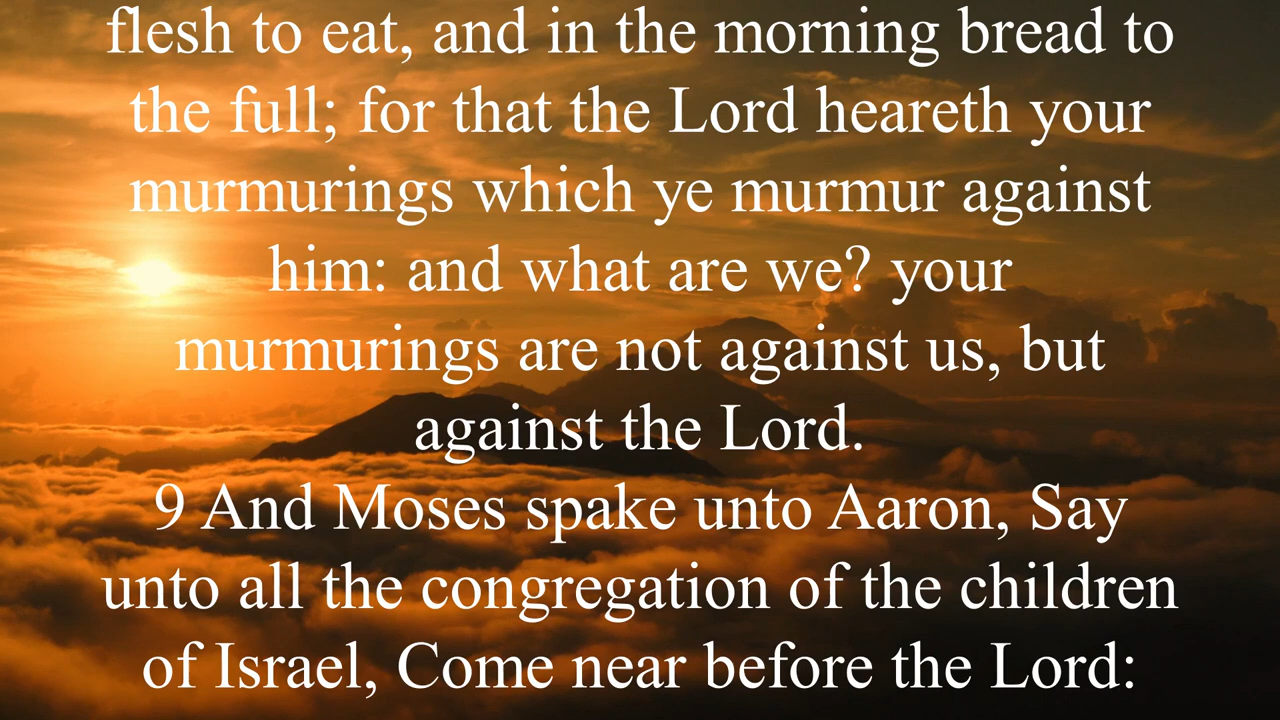 flesh to eat, and in the morning bread to
the full; for that the Lord heareth your
murmurings which ye murmur against
him: and what are we? your
murmurings are not against us, but
against the Lord.
9 And Moses spake unto Aaron, Say
unto all the congregation of the children
of Israel, Come near before the Lord: